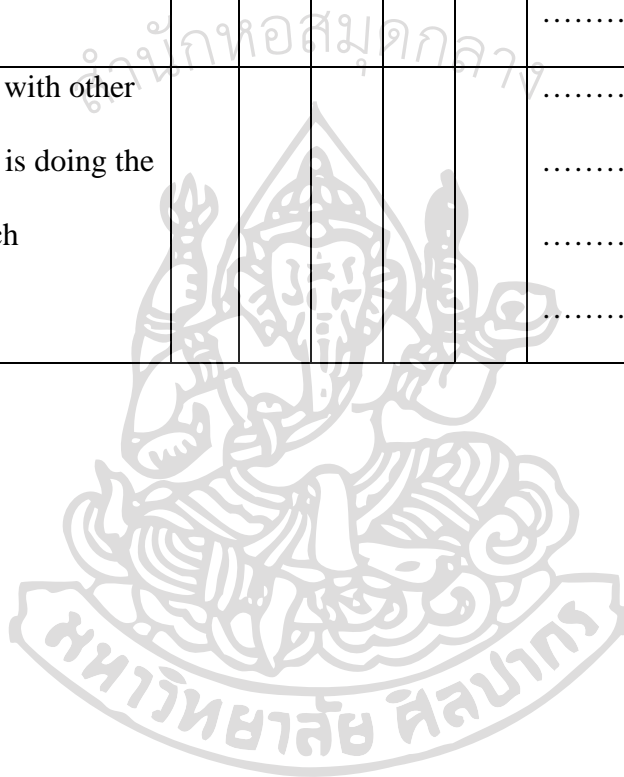 ………
สำนักหอสมุดกลาง
with other
………
is doing the
………
ch
………
………
มหาวิทยาลัย ศิลปากร